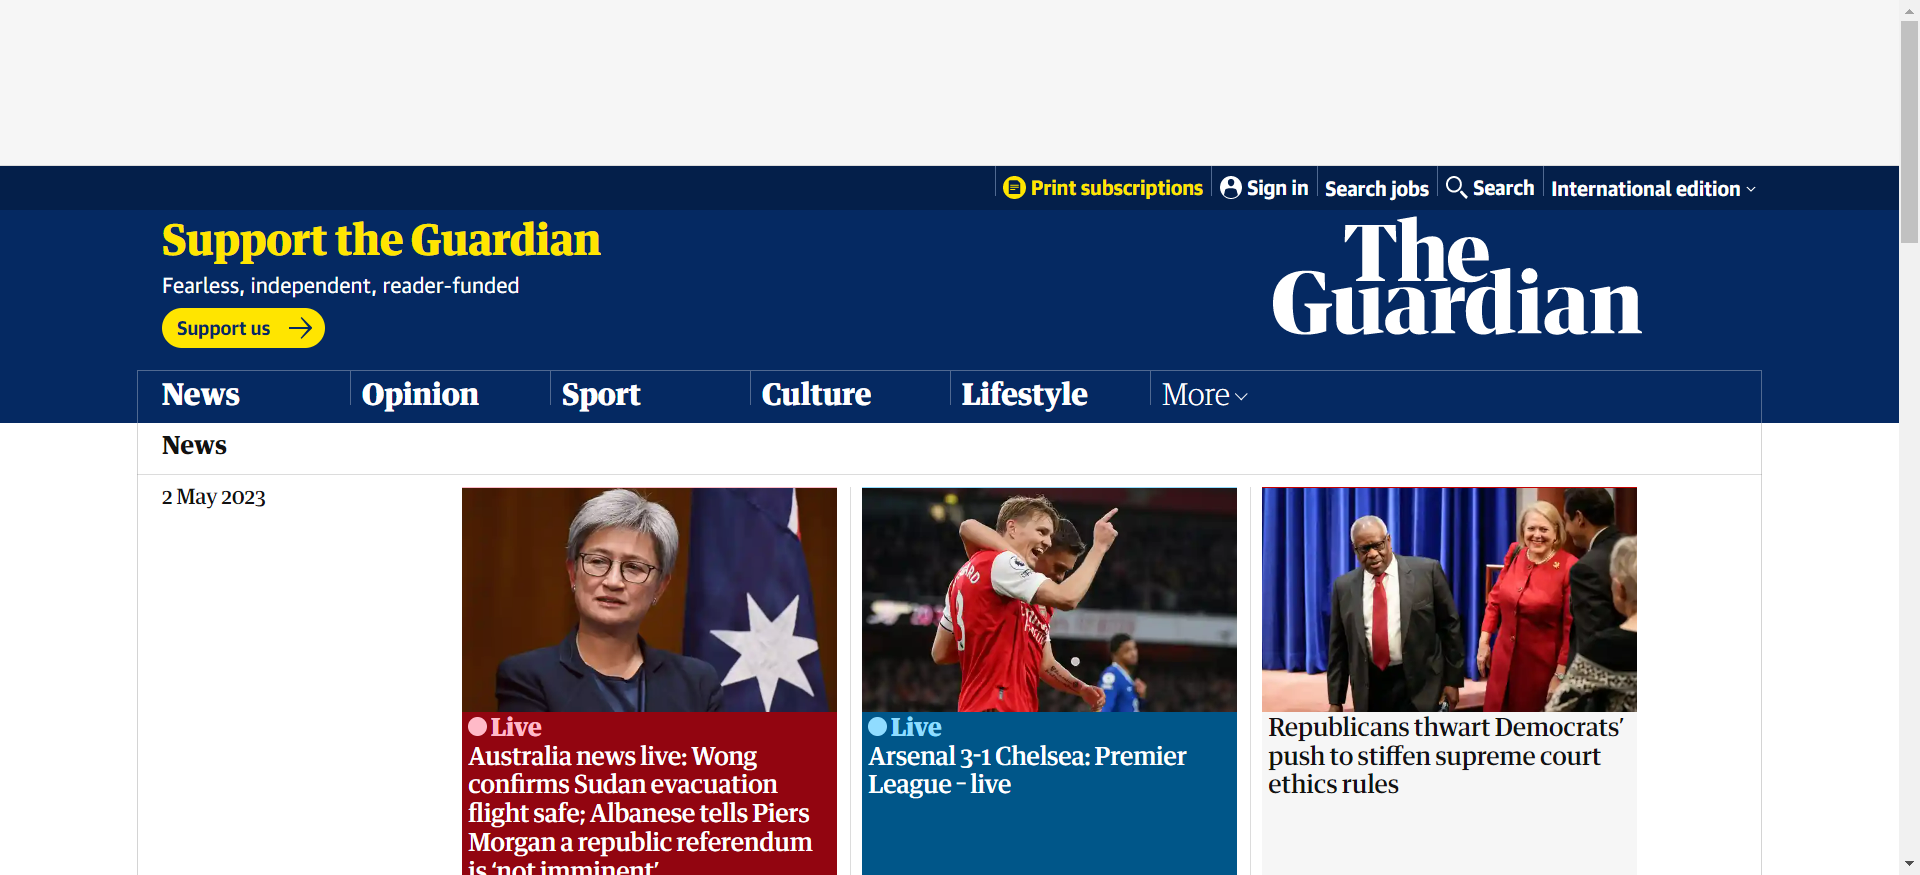 Print subscriptions
Sign in
Search jobs
Search
International edition
Support the Guardian
Fearless, independent, reader-funded
Support us
The
Guardian
News
Opinion
Sport
Culture
Lifestyle
More
News
2 May 2023
Live
Australia news live: Wong
confirms Sudan evacuation
flight safe; Albanese tells Piers
Morgan a republic referendum
is ‘not imminent’
Live
Arsenal 3-1 Chelsea: Premier
League – live
Republicans thwart Democrats’
push to stiffen supreme court
ethics rules